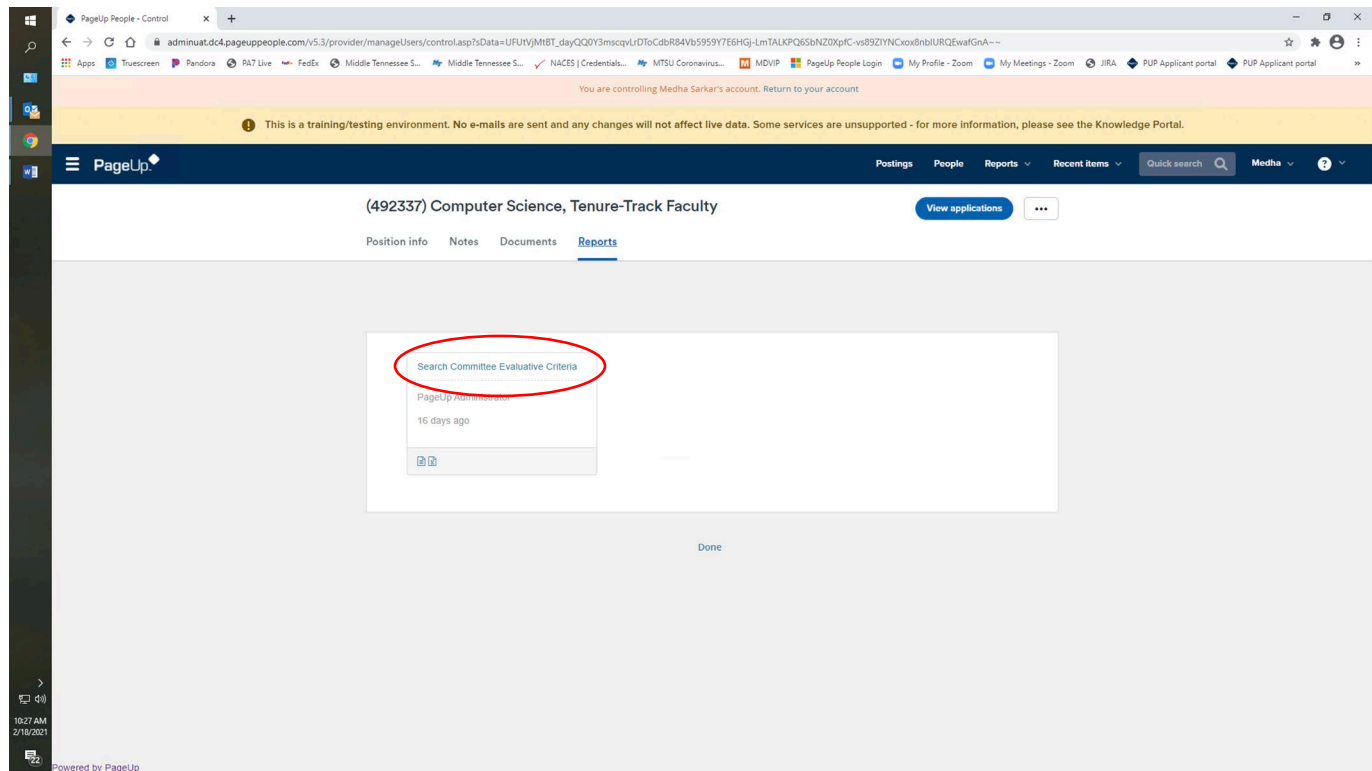 PageUp People - Control
adminuat.dc4.pageuppeople.com/v5.3/provider/manageUsers/control.asp?sData=UFUtVjMtBT_dayQQ0Y3mscqvLrDToCdbR84Vb5959Y7E6HGj-LmTALKPQ6SbNZ0XpfC-vs89ZIYNCxox8nbIURQEwafGnA~~
Apps Truescreen Pandora PA7 Live FedEx Middle Tennessee S... Middle Tennessee S... NACES | Credentials... MTSU Coronavirus... MDVIP PageUp People Login My Profile - Zoom My Meetings - Zoom JIRA PUP Applicant portal PUP Applicant portal »
You are controlling Medha Sarkar's account. Return to your account
This is a training/testing environment. No e-mails are sent and any changes will not affect live data. Some services are unsupported - for more information, please see the Knowledge Portal.
PageUp Postings People Reports Recent items Quick search Medha ?
(492337) Computer Science, Tenure-Track Faculty View applications ...
Position info Notes Documents Reports
Search Committee Evaluative Criteria
PageUp Administrator
16 days ago
Done
10:27 AM
2/18/2021
22
Powered by PageUp